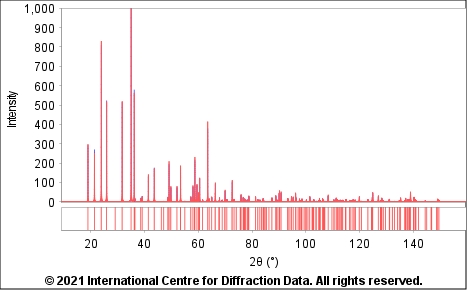 1,000
900
800
700
600
500
400
300
200
100
0
Intensity
20 40 60 80 100 120 140
2θ (°)
© 2021 International Centre for Diffraction Data. All rights reserved.